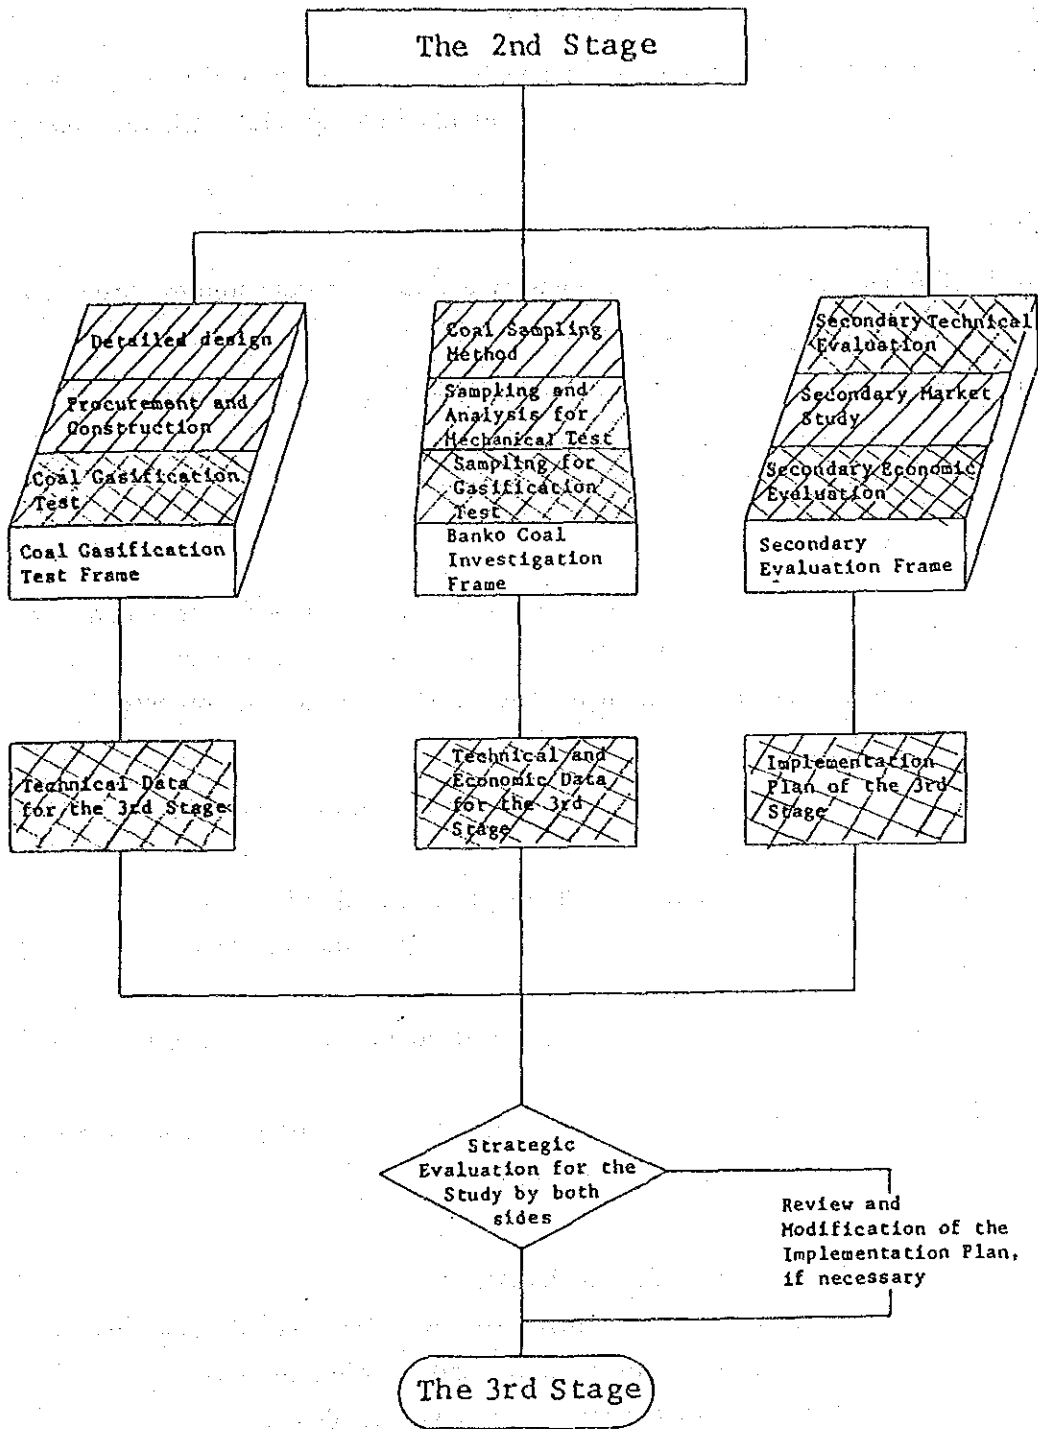 The 2nd Stage
Detailed design
Procurement and
Construction
Coal Gasification
Test
Coal Gasification
Test Frame
Coal Sampling
Method
Sampling and
Analysis for
Mechanical Test
Sampling for
Gasification
Test
Banko Coal
Investigation
Frame
Secondary Technical
Evaluation
Secondary Market
Study
Secondary Economic
Evaluation
Secondary
Evaluation Frame
Technical Data
for the 3rd Stage
Technical and
Economic Data
for the 3rd
Stage
Implementation
Plan of the 3rd
Stage
Strategic
Evaluation for the
Study by both
sides
Review and
Modification of the
Implementation Plan,
if necessary
The 3rd Stage